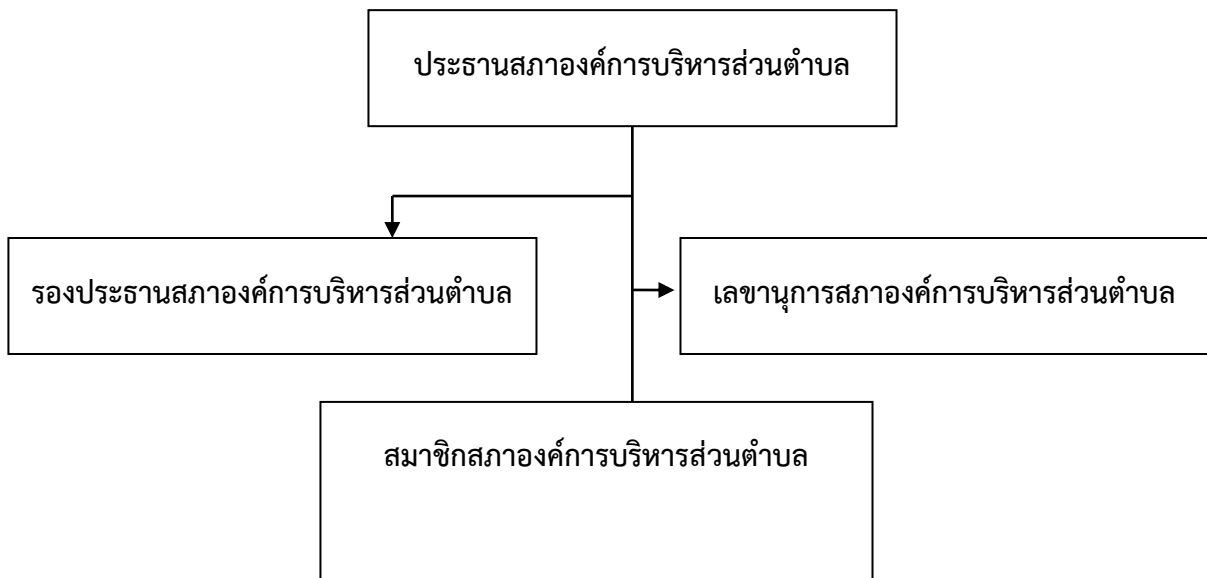 ประธานสภาองค์การบริหารส่วนตำบล
รองประธานสภาองค์การบริหารส่วนตำบล
เลขานุการสภาองค์การบริหารส่วนตำบล
สมาชิกสภาองค์การบริหารส่วนตำบล